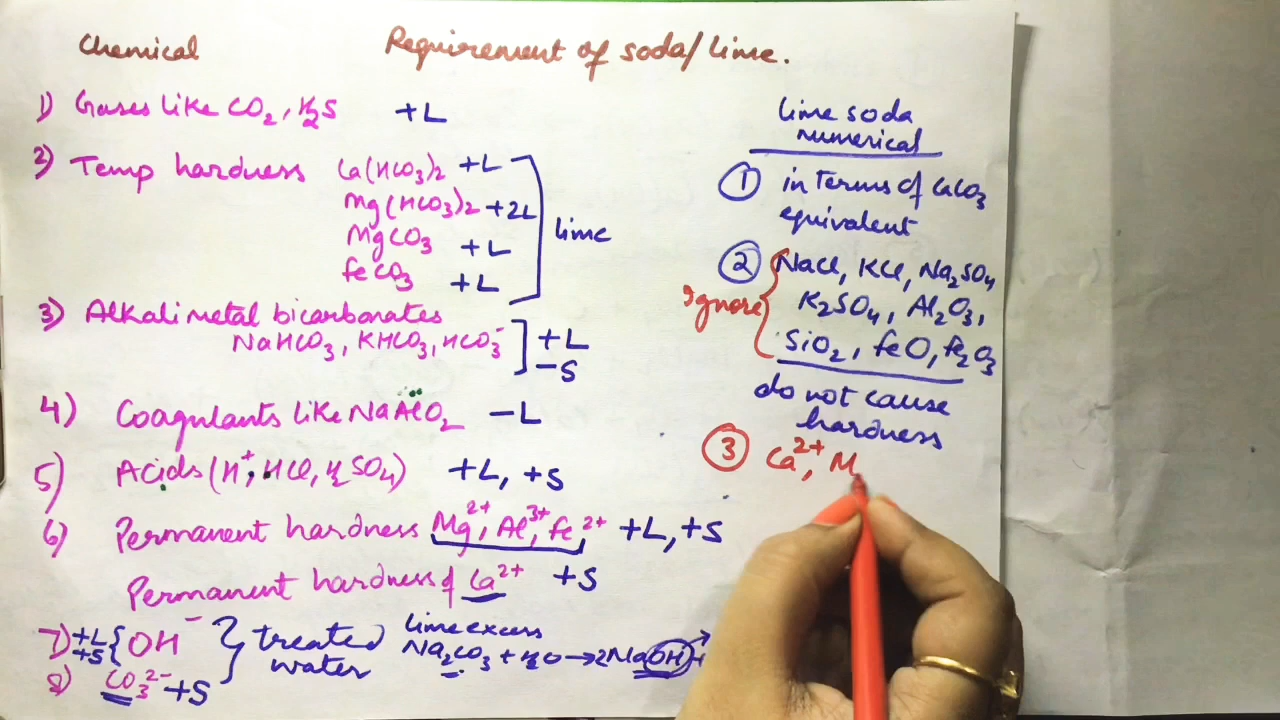 Chemical Requirement of soda/lime.
1) Gases like CO2, H2S +L
2) Temp hardness Ca(HCO3)2 +L
Mg(HCO3)2 +2L
MgCO3 +L
feCO3 +L
lime
3) Alkali metal bicarbonates
NaHCO3, KHCO3, HCO3⁻ +L
-S
4) Coagulants like NaAlO2 -L
5) Acids (H⁺, HCl, H2SO4) +L, +S
6) Permanent hardness Mg²⁺, Al³⁺, fe²⁺ +L, +S
Permanent hardness of Ca²⁺ +S
7) +L +S { OH⁻
8) CO3²⁻ +S
} treated
water
lime excess
Na2CO3 + H2O → 2NaOH +
lime soda
numerical
① in terms of CaCO3
equivalent
② NaCl, KCl, Na2SO4
Ignore K2SO4, Al2O3,
SiO2, feO, fe2O3
do not cause
hardness
③ Ca²⁺, M